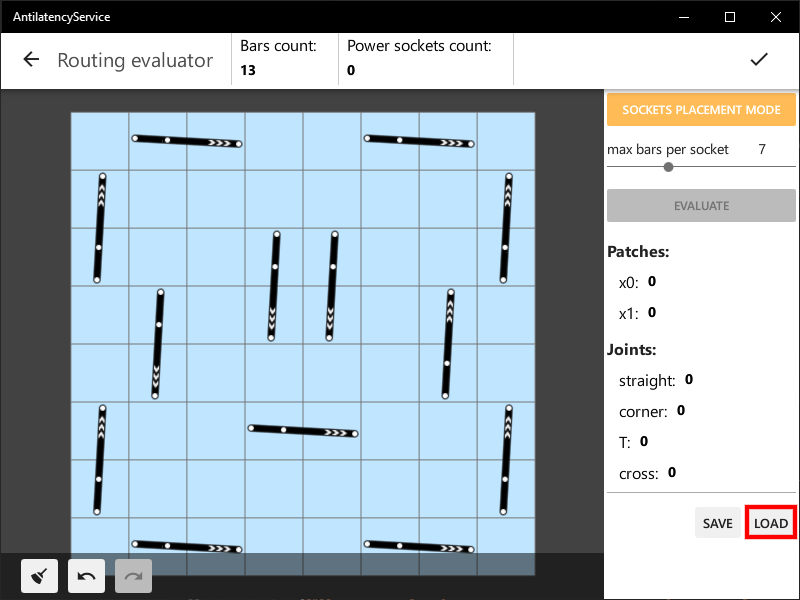 AntilatencyService
Routing evaluator
Bars count:
13
Power sockets count:
0
SOCKETS PLACEMENT MODE
max bars per socket 7
EVALUATE
Patches:
x0: 0
x1: 0
Joints:
straight: 0
corner: 0
T: 0
cross: 0
SAVE LOAD